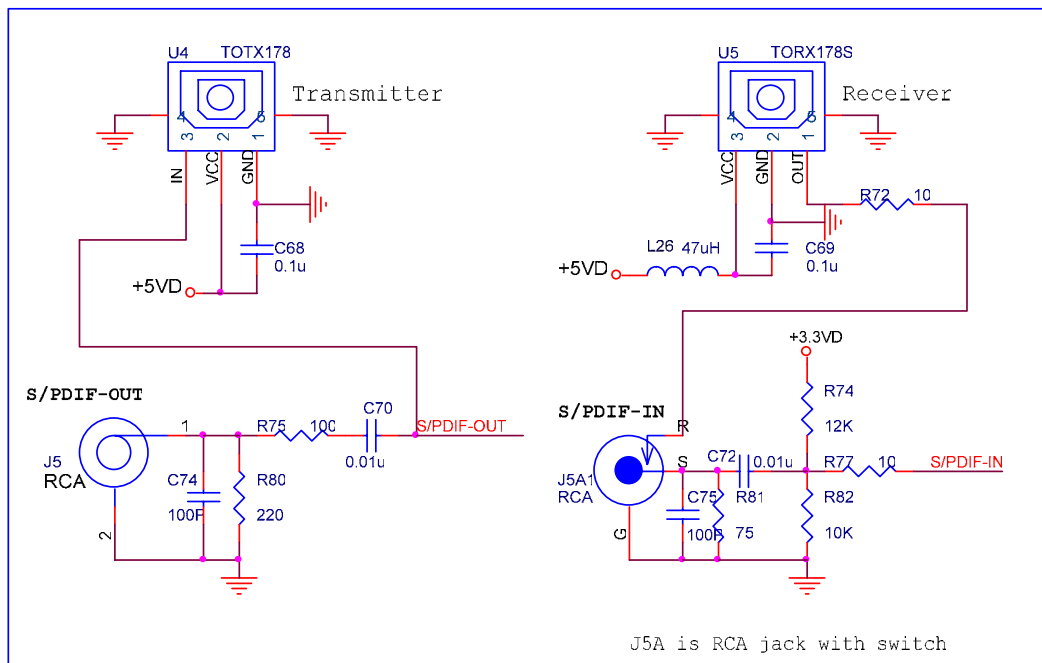 U4 TOTX178
Transmitter
4 5
3 2 1
IN VCC GND
C68
0.1u
+5VD
U5 TORX178S
Receiver
4 5
3 2 1
VCC GND OUT
R72 10
L26 47uH
C69
0.1u
+5VD
S/PDIF-OUT
1
J5
RCA
2
C74
100P
R80
220
R75 100
C70
0.01u
S/PDIF-OUT
+3.3VD
R74
12K
S/PDIF-IN
R
S
G
J5A1
RCA
C72 0.01u
C75
100P
R81
75
R77 10
S/PDIF-IN
R82
10K
J5A is RCA jack with switch